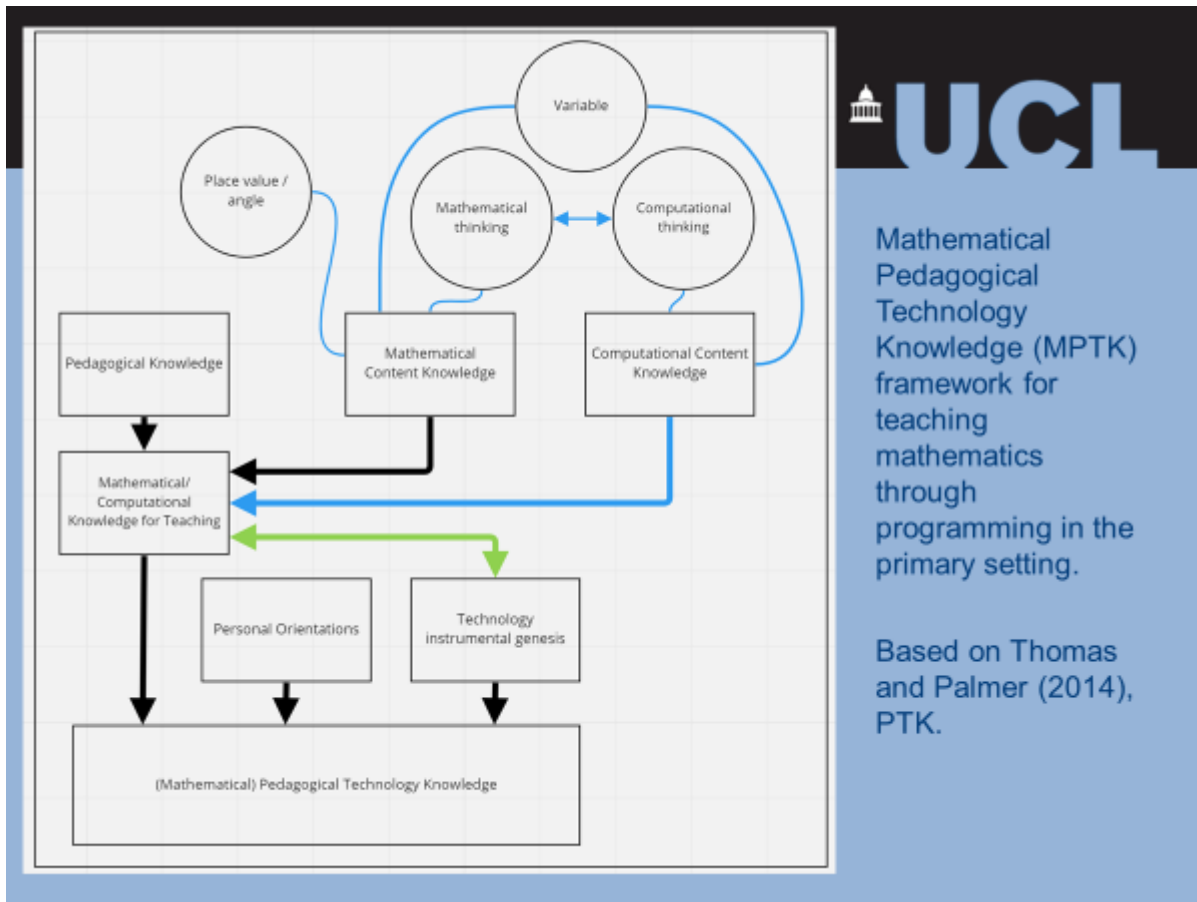 UCL
Variable
Place value /
angle
Mathematical
thinking
Computational
thinking
Pedagogical Knowledge
Mathematical
Content Knowledge
Computational Content
Knowledge
Mathematical/
Computational
Knowledge for Teaching
Personal Orientations
Technology
instrumental genesis
(Mathematical) Pedagogical Technology Knowledge
Mathematical
Pedagogical
Technology
Knowledge (MPTK)
framework for
teaching
mathematics
through
programming in the
primary setting.
Based on Thomas
and Palmer (2014),
PTK.